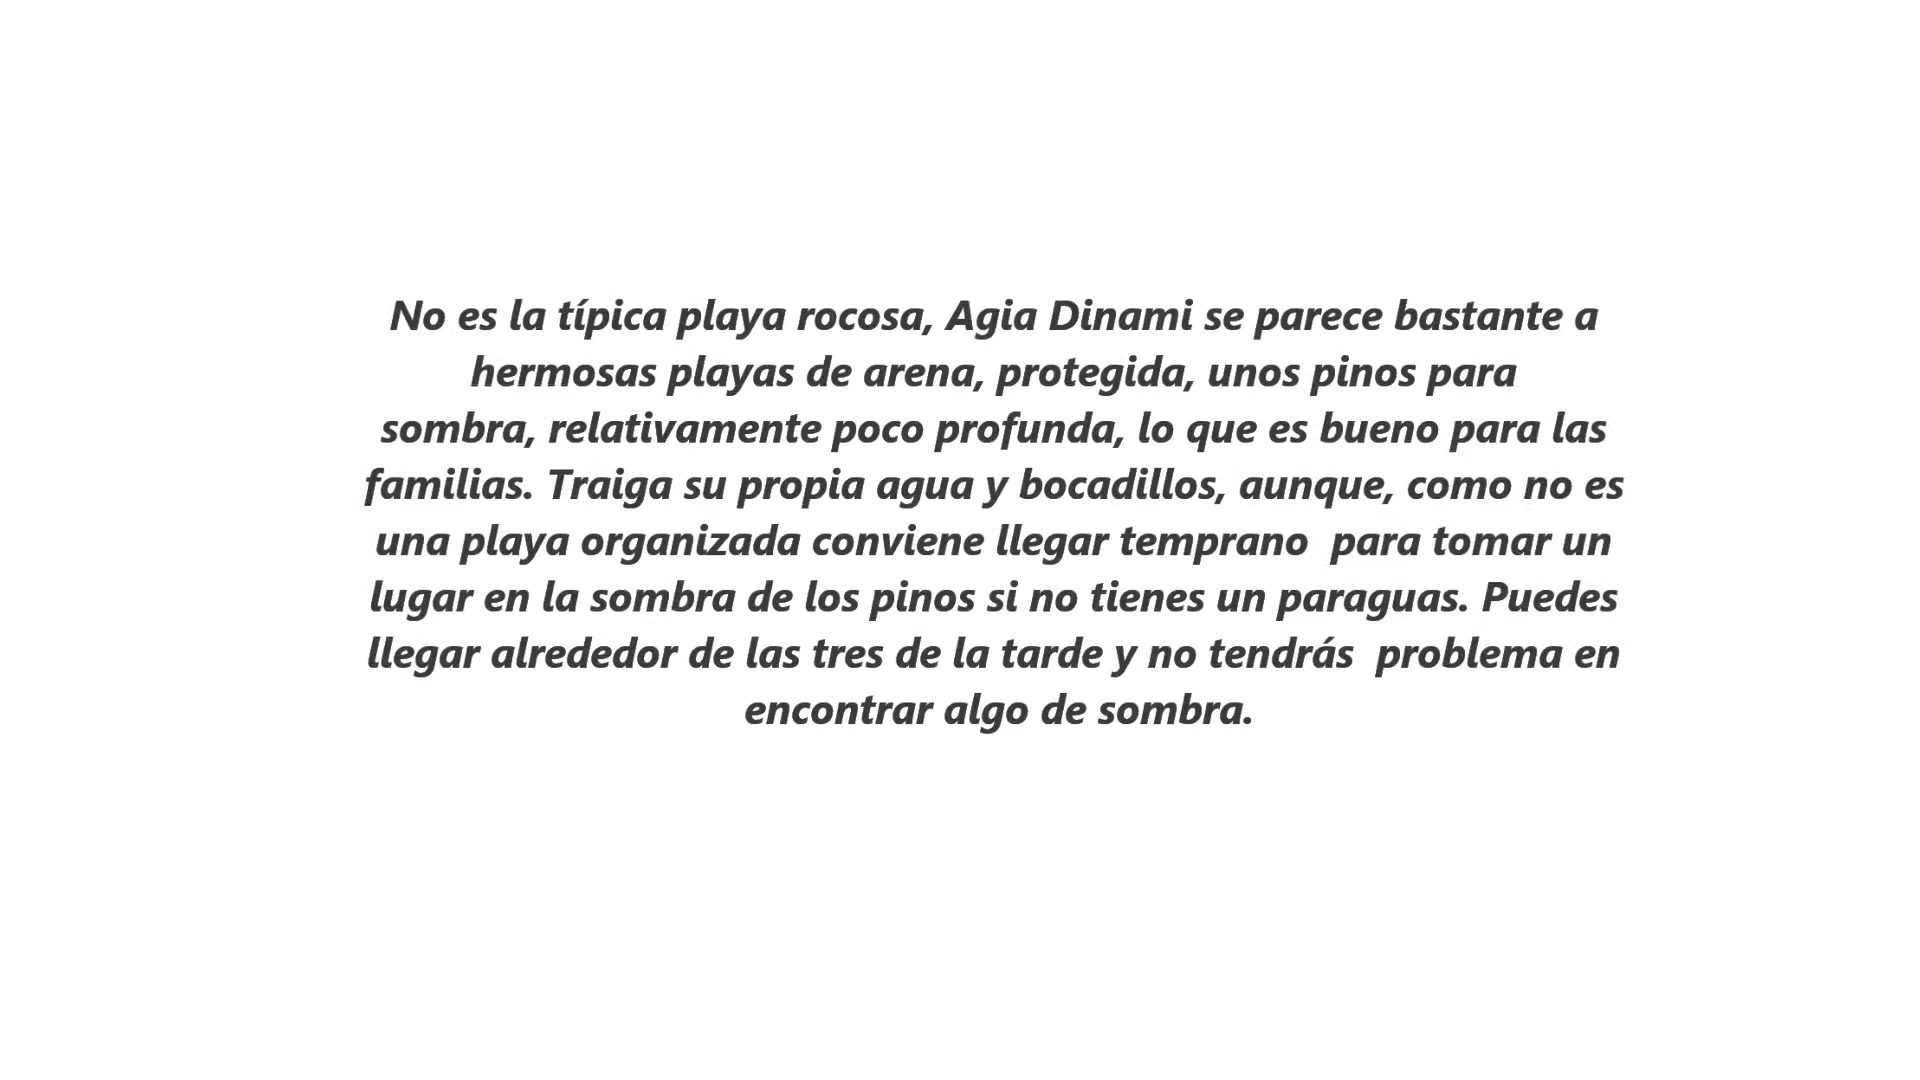 No es la típica playa rocosa, Agia Dinami se parece bastante a
hermosas playas de arena, protegida, unos pinos para
sombra, relativamente poco profunda, lo que es bueno para las
familias. Traiga su propia agua y bocadillos, aunque, como no es
una playa organizada conviene llegar temprano  para tomar un
lugar en la sombra de los pinos si no tienes un paraguas. Puedes
llegar alrededor de las tres de la tarde y no tendrás  problema en
encontrar algo de sombra.